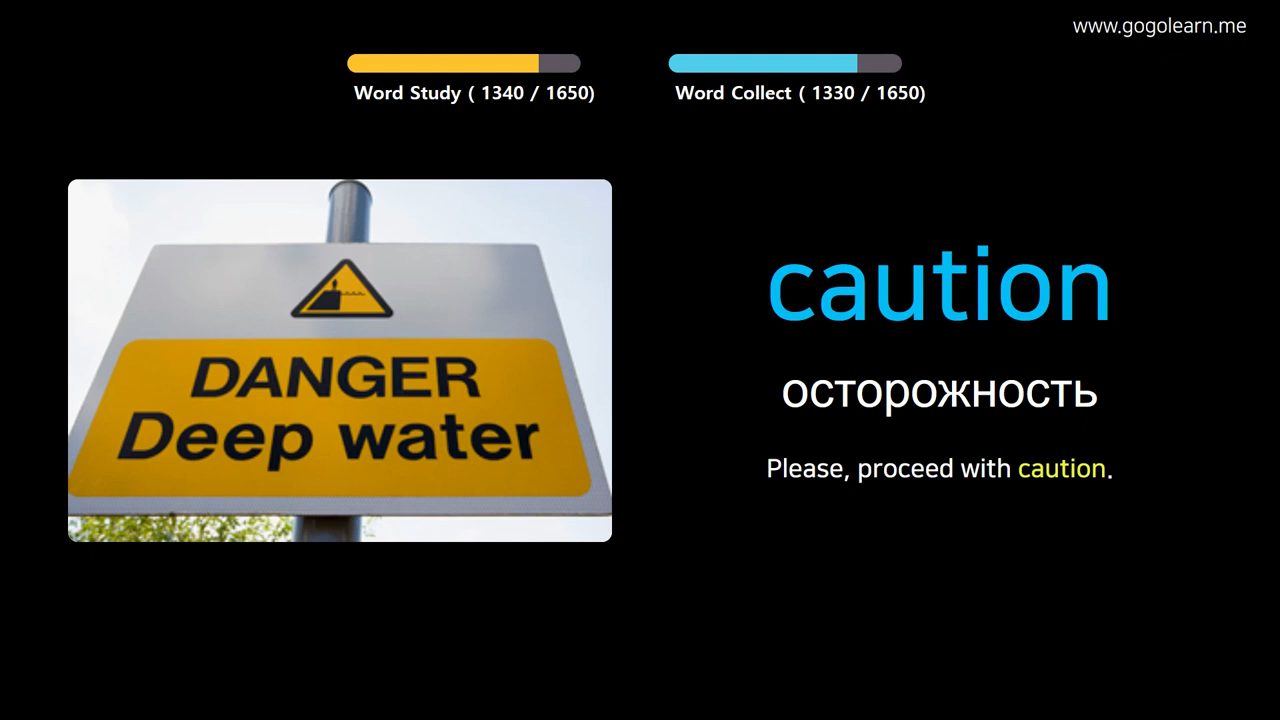 www.gogolearn.me
Word Study ( 1340 / 1650)
Word Collect ( 1330 / 1650)
DANGER
Deep water
caution
осторожность
Please, proceed with caution.